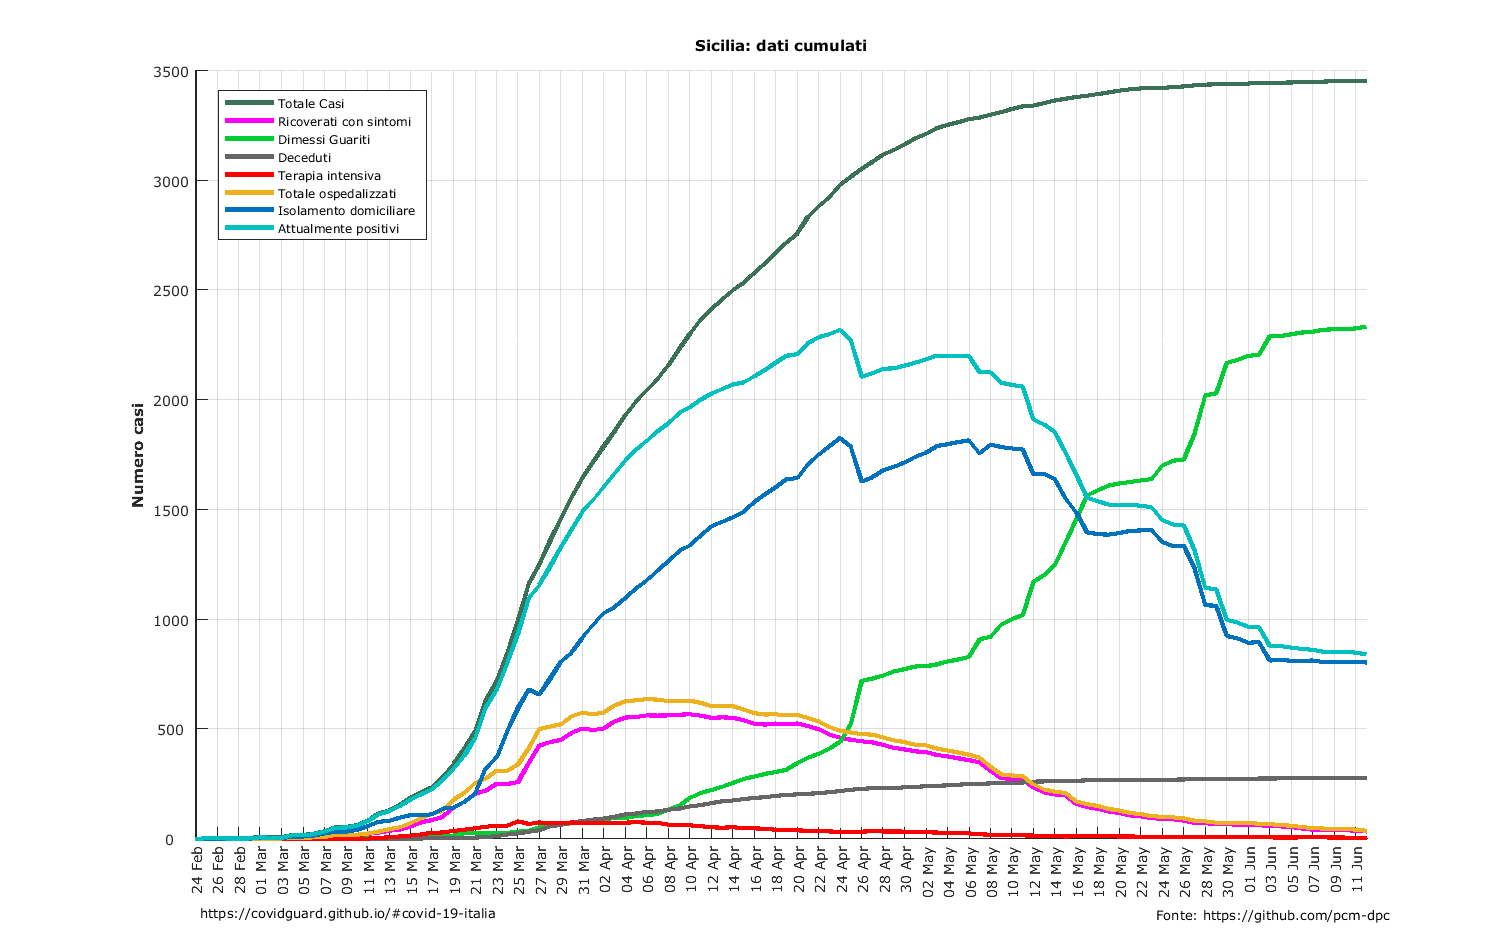 Sicilia: dati cumulati
3500
3000
2500
2000
1500
1000
500
0
Numero casi
Totale Casi
Ricoverati con sintomi
Dimessi Guariti
Deceduti
Terapia intensiva
Totale ospedalizzati
Isolamento domiciliare
Attualmente positivi
24 Feb
26 Feb
28 Feb
01 Mar
03 Mar
05 Mar
07 Mar
09 Mar
11 Mar
13 Mar
15 Mar
17 Mar
19 Mar
21 Mar
23 Mar
25 Mar
27 Mar
29 Mar
31 Mar
02 Apr
04 Apr
06 Apr
08 Apr
10 Apr
12 Apr
14 Apr
16 Apr
18 Apr
20 Apr
22 Apr
24 Apr
26 Apr
28 Apr
30 Apr
02 May
04 May
06 May
08 May
10 May
12 May
14 May
16 May
18 May
20 May
22 May
24 May
26 May
28 May
30 May
01 Jun
03 Jun
05 Jun
07 Jun
09 Jun
11 Jun
https://covidguard.github.io/#covid-19-italia
Fonte: https://github.com/pcm-dpc